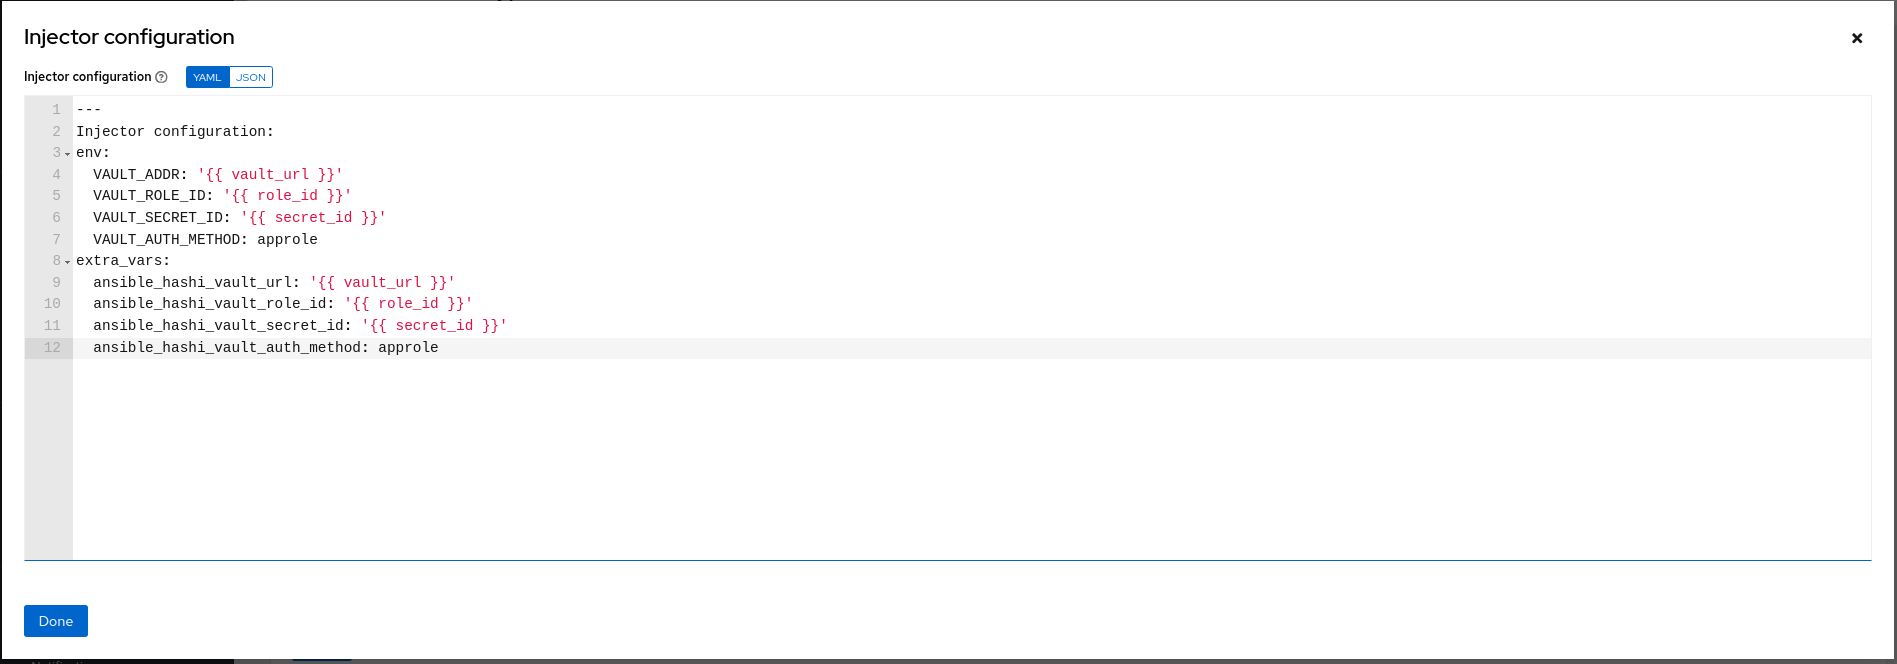 Injector configuration
Injector configuration
YAML JSON
1 ---
2 Injector configuration:
3 env:
4   VAULT_ADDR: '{{ vault_url }}'
5   VAULT_ROLE_ID: '{{ role_id }}'
6   VAULT_SECRET_ID: '{{ secret_id }}'
7   VAULT_AUTH_METHOD: approle
8 extra_vars:
9   ansible_hashi_vault_url: '{{ vault_url }}'
10   ansible_hashi_vault_role_id: '{{ role_id }}'
11   ansible_hashi_vault_secret_id: '{{ secret_id }}'
12   ansible_hashi_vault_auth_method: approle
Done